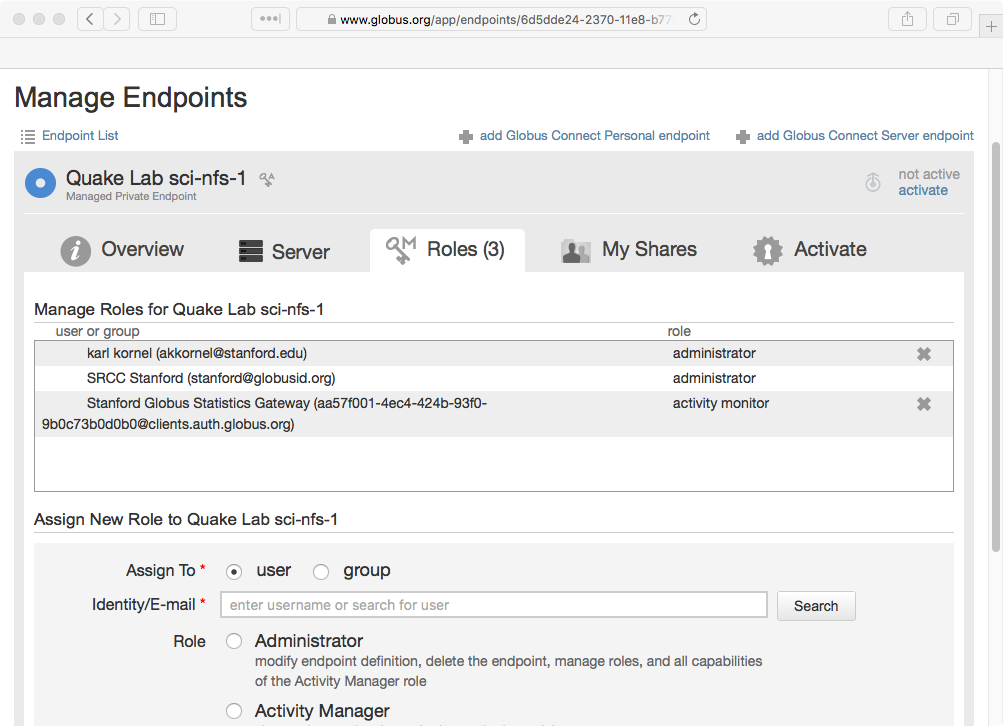 www.globus.org/app/endpoints/6d5dde24-2370-11e8-b77
Manage Endpoints
Endpoint List
add Globus Connect Personal endpoint
add Globus Connect Server endpoint
Quake Lab sci-nfs-1
Managed Private Endpoint
not active
activate
Overview
Server
Roles (3)
My Shares
Activate
Manage Roles for Quake Lab sci-nfs-1
user or group role
karl kornel (akkornel@stanford.edu) administrator
SRCC Stanford (stanford@globusid.org) administrator
Stanford Globus Statistics Gateway (aa57f001-4ec4-424b-93f0- activity monitor
9b0c73b0d0b0@clients.auth.globus.org)
Assign New Role to Quake Lab sci-nfs-1
Assign To * user group
Identity/E-mail * enter username or search for user Search
Role Administrator
modify endpoint definition, delete the endpoint, manage roles, and all capabilities
of the Activity Manager role
Activity Manager